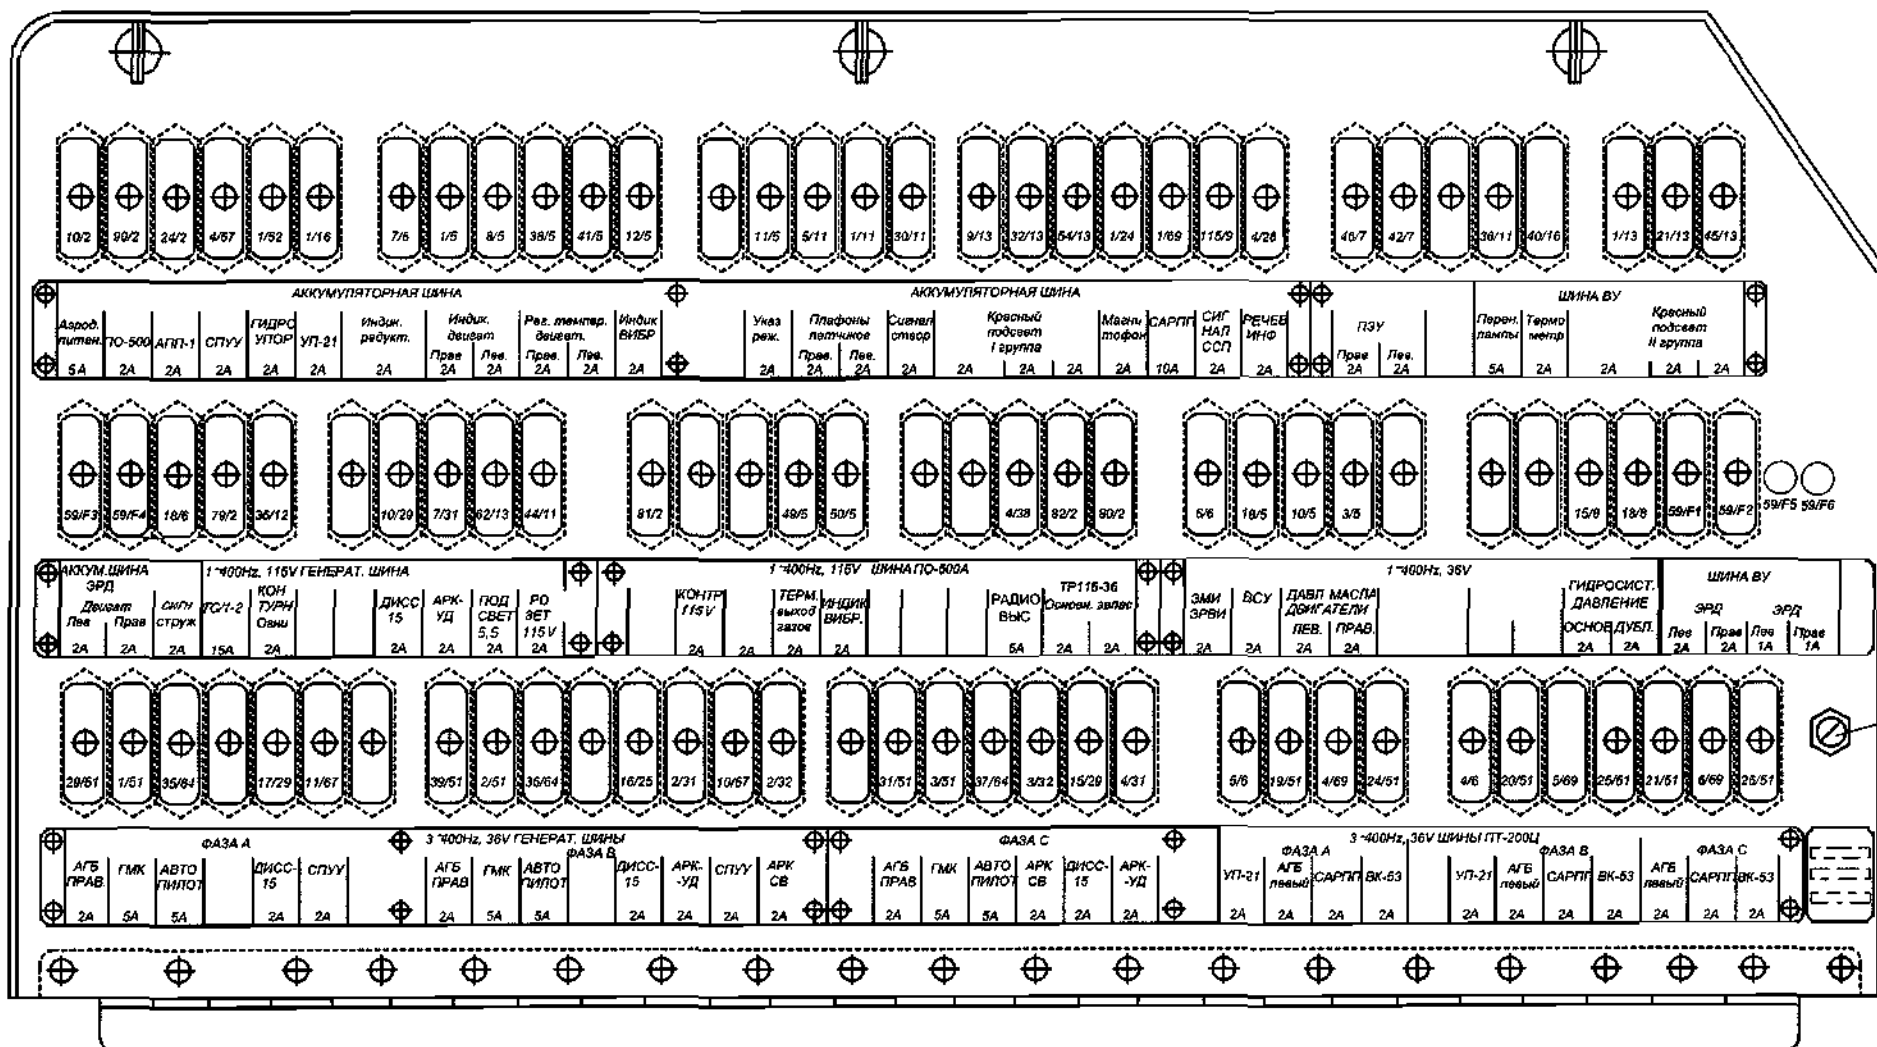 10/2 90/2 24/2 4/67 1/52 1/16 7/6 1/5 8/5 38/5 41/5 12/5 11/5 5/11 1/11 30/11 9/13 32/13 54/13 1/24 1/69 115/9 4/26 46/7 42/7 36/11 40/16 1/13 21/13 45/13
АККУМУЛЯТОРНАЯ ШИНА АККУМУЛЯТОРНАЯ ШИНА ШИНА ВУ
Аэрод. питан. ПО-500 АПП-1 СПУУ ГИДРО УПОР УП-21 Индик. редукт. Индик. двигат Рег. темпер. двигат. Индик ВИБР Указ реж. Плафоны летчиков Сигнал створ Красный подсвет I группа Магни тофон САРПП СИГ НАЛ ССП РЕЧЕВ ИНФ ПЗУ Перен. лампы Термо метр Красный подсвет II группа
Прав Лев. Прав. Лев. Прав. Лев. Прав Лев.
5А 2А 2А 2А 2А 2А 2А 2А 2А 2А 2А 2А 2А 2А 2А 2А 2А 2А 2А 2А 10А 2А 2А 2А 2А 5А 2А 2А 2А 2А
59/F3 59/F4 18/6 79/2 36/12 10/29 7/31 62/13 44/11 81/2 49/5 50/5 4/38 82/2 80/2 6/6 18/5 10/5 3/5 15/8 18/8 59/F1 59/F2 59/F5 59/F6
АККУМ.ШИНА 1~400Hz, 115V ГЕНЕРАТ. ШИНА 1~400Hz, 115V ШИНА ПО-500А 1~400Hz, 36V ШИНА ВУ
ЭРД Двигат Лев Прав СИГН струж ТСП-2 КОН ТУРН Огни ДИСС 15 АРК-УД ПОД СВЕТ 5,5 РО ЗЕТ 115V КОНТР 115V ТЕРМ. выход газов ИНДИК ВИБР. РАДИО ВЫС ТР115-36 Основн. запас ЭМИ ЭРВИ ВСУ ДАВЛ МАСЛА ДВИГАТЕЛИ ЛЕВ. ПРАВ. ГИДРОСИСТ. ДАВЛЕНИЕ ОСНОВ ДУБЛ. ЭРД Лев Прав ЭРД Лев Прав
2А 2А 2А 15А 2А 2А 2А 2А 2А 2А 2А 2А 2А 5А 2А 2А 2А 2А 2А 2А 2А 2А 2А 2А 1А 1А
29/51 1/51 35/64 17/29 11/67 39/51 2/51 36/64 16/25 2/31 10/67 2/32 31/51 3/51 37/64 3/32 15/29 4/31 5/6 19/51 4/69 24/51 4/6 20/51 5/69 25/51 21/51 6/69 26/51
ФАЗА А 3~400Hz, 36V ГЕНЕРАТ. ШИНЫ ФАЗА В ФАЗА С 3~400Hz, 36V ШИНЫ ПТ-200Ц
ФАЗА А ФАЗА В ФАЗА С
АГБ ПРАВ. ГМК АВТО ПИЛОТ ДИСС-15 СПУУ АГБ ПРАВ ГМК АВТО ПИЛОТ ДИСС-15 АРК-УД СПУУ АРК СВ АГБ ПРАВ ГМК АВТО ПИЛОТ АРК СВ ДИСС-15 АРК-УД УП-21 АГБ левый САРПП ВК-53 УП-21 АГБ левый САРПП ВК-53 АГБ левый САРПП ВК-53
2А 5А 5А 2А 2А 2А 5А 5А 2А 2А 2А 2А 2А 5А 5А 2А 2А 2А 2А 2А 2А 2А 2А 2А 2А 2А 2А 2А 2А